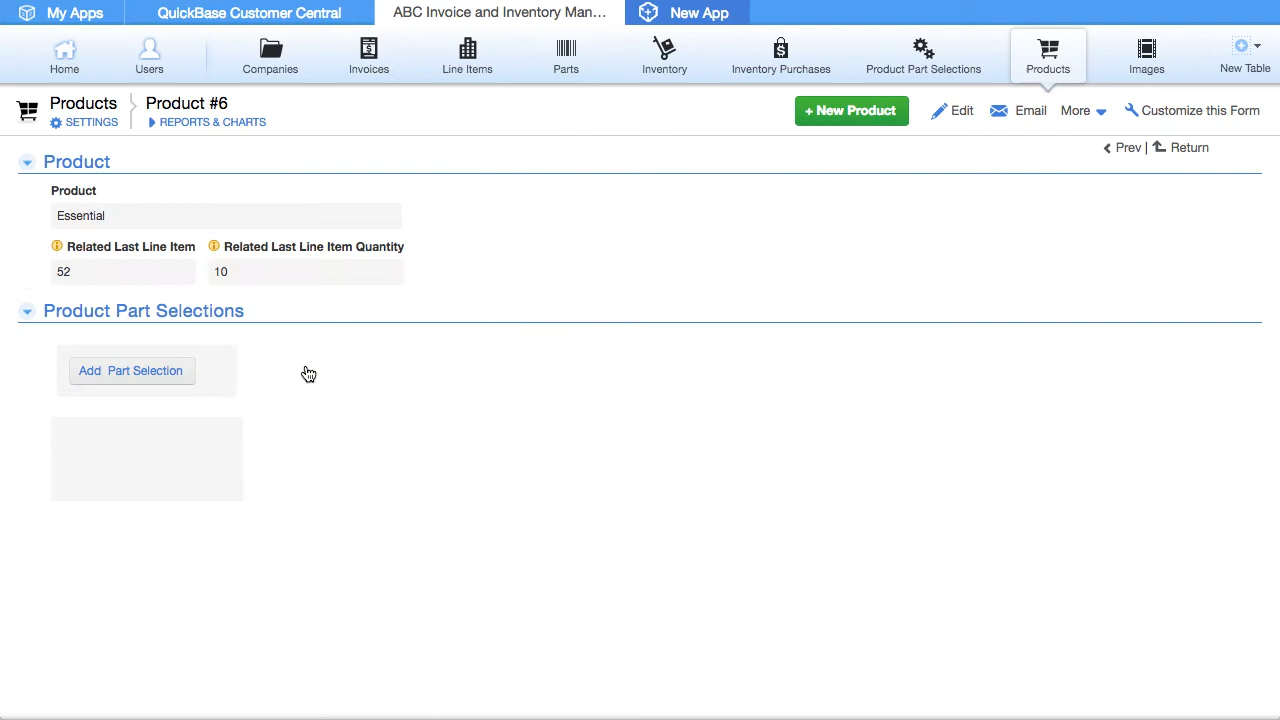 My Apps
QuickBase Customer Central
ABC Invoice and Inventory Man...
New App
Home
Users
Companies
Invoices
Line Items
Parts
Inventory
Inventory Purchases
Product Part Selections
Products
Images
New Table
Products
SETTINGS
Product #6
REPORTS & CHARTS
+ New Product
Edit
Email
More
Customize this Form
Prev | Return
Product
Product
Essential
Related Last Line Item
Related Last Line Item Quantity
52
10
Product Part Selections
Add Part Selection